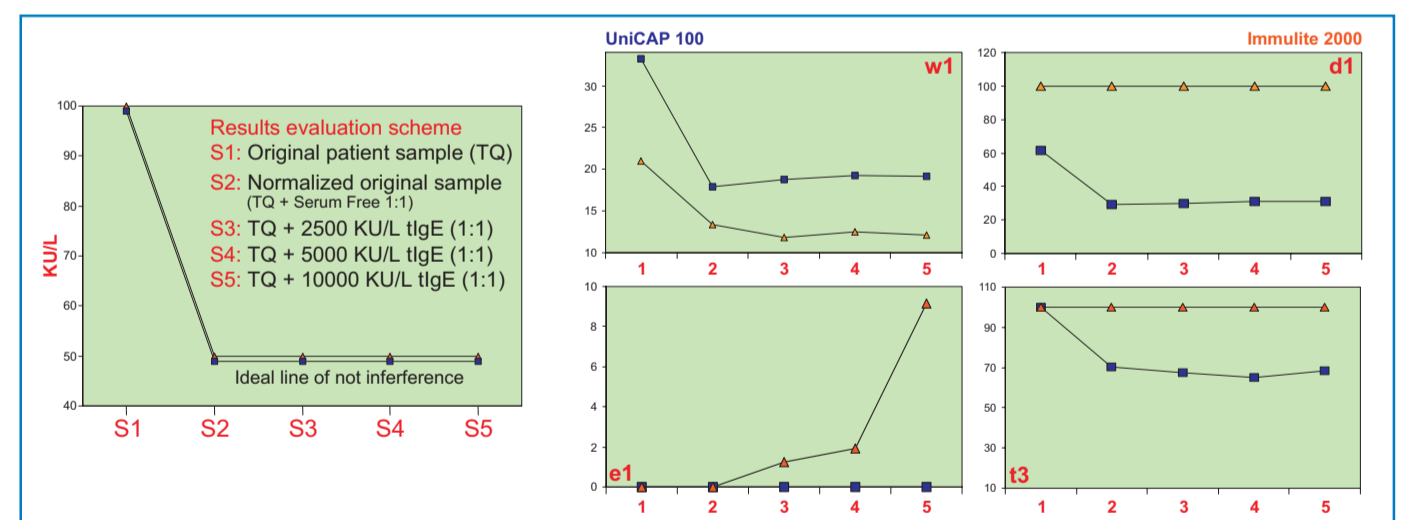 UniCAP 100
Immulite 2000
KU/L
100
90
80
70
60
50
40
Results evaluation scheme
S1: Original patient sample (TQ)
S2: Normalized original sample
(TQ + Serum Free 1:1)
S3: TQ + 2500 KU/L tIgE (1:1)
S4: TQ + 5000 KU/L tIgE (1:1)
S5: TQ + 10000 KU/L tIgE (1:1)
Ideal line of not inferference
S1 S2 S3 S4 S5
w1
30
25
20
15
10
1 2 3 4 5
d1
120
100
80
60
40
20
0
1 2 3 4 5
10
8
6
4
2
0
e1
1 2 3 4 5
110
90
70
50
30
10
t3
1 2 3 4 5